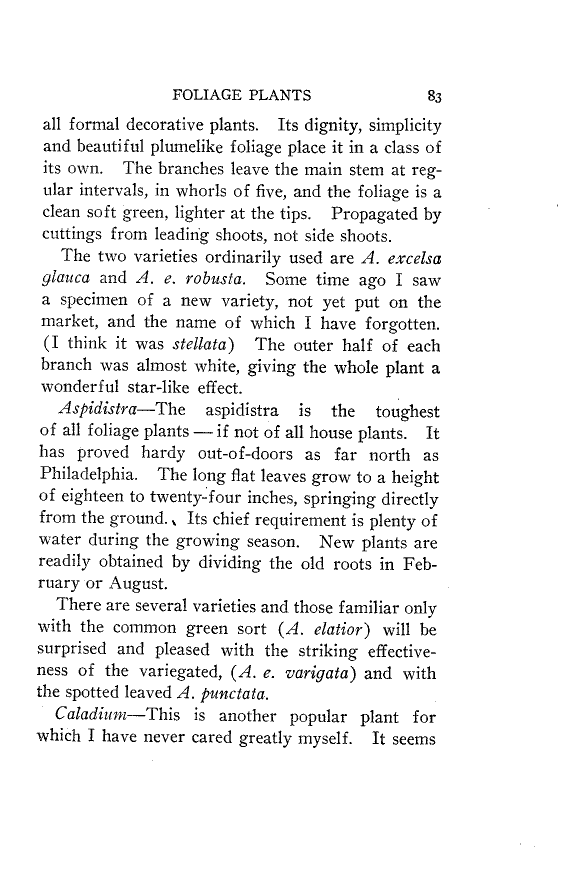 FOLIAGE PLANTS 83
all formal decorative plants. Its dignity, simplicity
and beautiful plumelike foliage place it in a class of
its own. The branches leave the main stem at reg-
ular intervals, in whorls of five, and the foliage is a
clean soft green, lighter at the tips. Propagated by
cuttings from leading shoots, not side shoots.
The two varieties ordinarily used are A. excelsa
glauca and A. e. robusta. Some time ago I saw
a specimen of a new variety, not yet put on the
market, and the name of which I have forgotten.
(I think it was stellata) The outer half of each
branch was almost white, giving the whole plant a
wonderful star-like effect.
Aspidistra—The aspidistra is the toughest
of all foliage plants — if not of all house plants. It
has proved hardy out-of-doors as far north as
Philadelphia. The long flat leaves grow to a height
of eighteen to twenty-four inches, springing directly
from the ground. Its chief requirement is plenty of
water during the growing season. New plants are
readily obtained by dividing the old roots in Feb-
ruary or August.
There are several varieties and those familiar only
with the common green sort (A. elatior) will be
surprised and pleased with the striking effective-
ness of the variegated, (A. e. varigata) and with
the spotted leaved A. punctata.
Caladium—This is another popular plant for
which I have never cared greatly myself. It seems